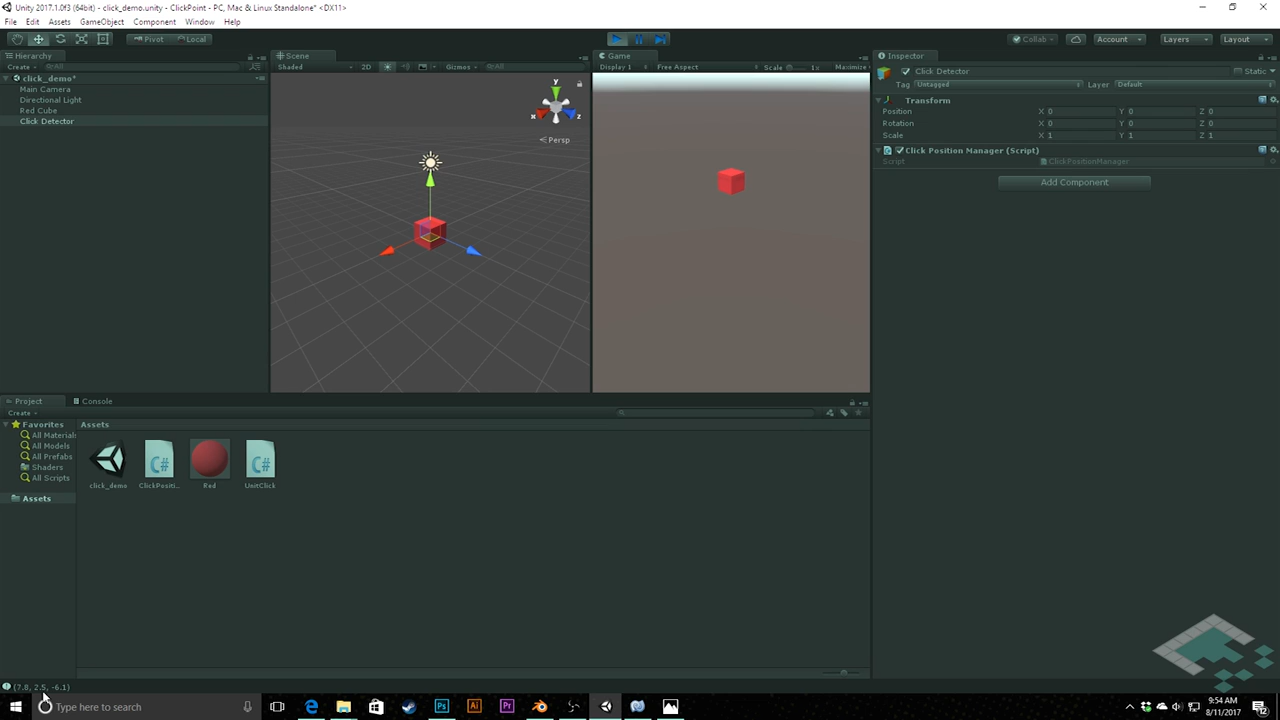 Unity 2017.1.0f3 (64bit) - click_demo.unity - ClickPoint - PC, Mac & Linux Standalone* <DX11>
File Edit Assets GameObject Component Window Help
Pivot Local Collab Account Layers Layout
Hierarchy Scene Game Inspector
Create All Shaded 2D Gizmos All Display 1 Free Aspect Scale 1x Maximize
click_demo*
Main Camera
Directional Light
Red Cube
Click Detector
y
x z
Persp
Click Detector Static
Tag Untagged Layer Default
Transform
Position X 0 Y 0 Z 0
Rotation X 0 Y 0 Z 0
Scale X 1 Y 1 Z 1
Click Position Manager (Script)
Script ClickPositionManager
Add Component
Project Console
Create
Favorites
All Materials
All Models
All Prefabs
Shaders
All Scripts
Assets
Assets
click_demo ClickPositi... Red UnitClick
(7.8, 2.5, -6.1)
Type here to search
9:54 AM
8/11/2017